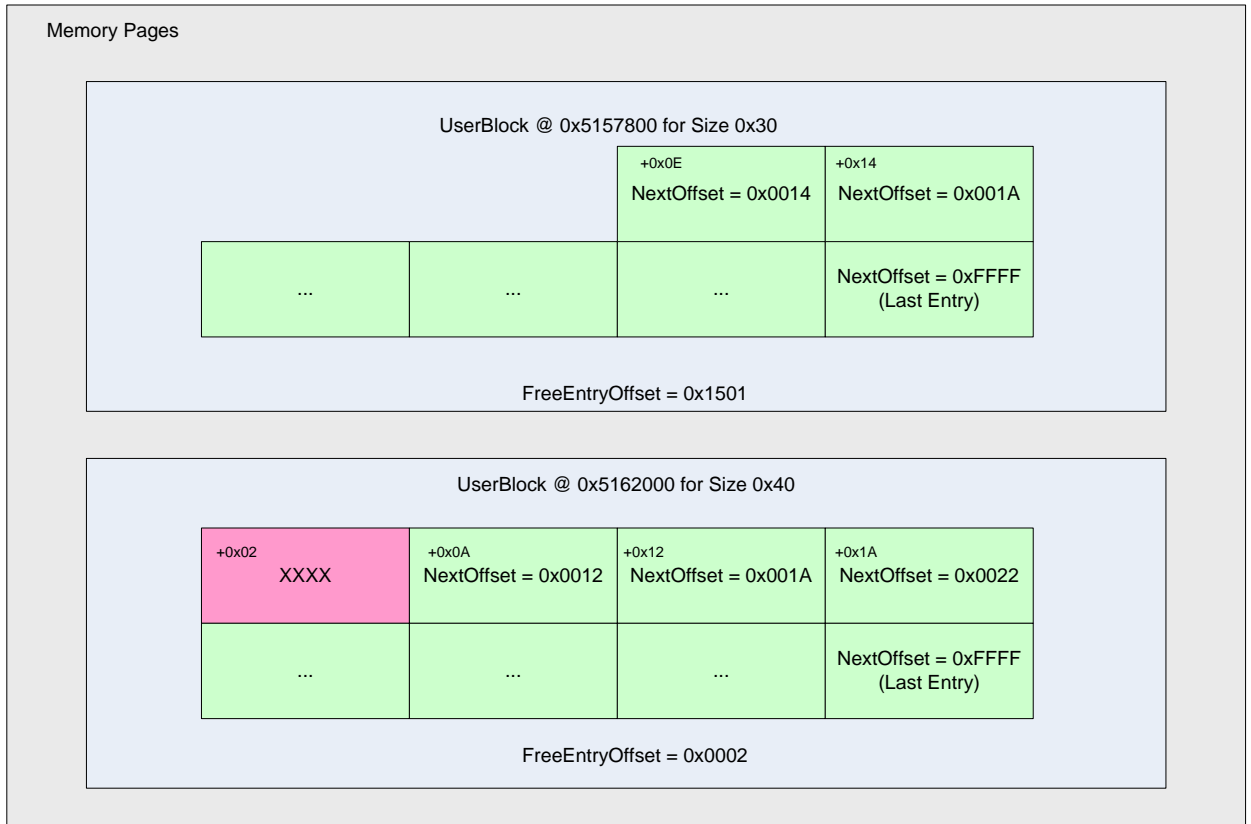 Memory Pages
UserBlock @ 0x5157800 for Size 0x30
+0x0E
NextOffset = 0x0014
+0x14
NextOffset = 0x001A
...
...
...
NextOffset = 0xFFFF
(Last Entry)
FreeEntryOffset = 0x1501
UserBlock @ 0x5162000 for Size 0x40
+0x02
XXXX
+0x0A
NextOffset = 0x0012
+0x12
NextOffset = 0x001A
+0x1A
NextOffset = 0x0022
...
...
...
NextOffset = 0xFFFF
(Last Entry)
FreeEntryOffset = 0x0002